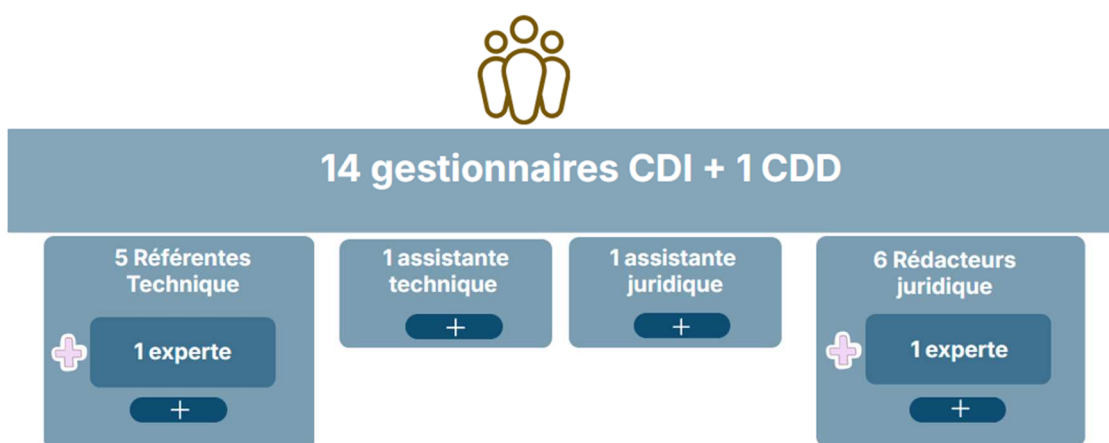 14 gestionnaires CDI + 1 CDD
5 Référentes
Technique
1 experte
+
1 assistante
technique
+
1 assistante
juridique
+
6 Rédacteurs
juridique
1 experte
+